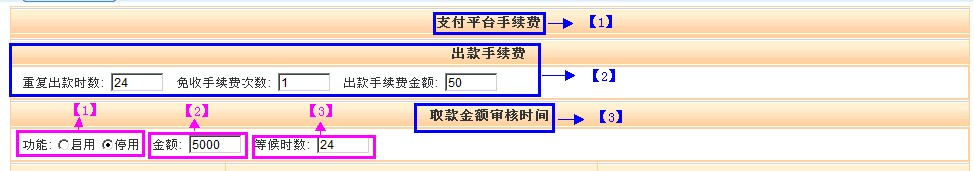 支付平台手续费 【1】
出款手续费
重复出款时数: 24 免收手续费次数: 1 出款手续费金额: 50 【2】
【1】 【2】 【3】 取款金额审核时间 【3】
功能: 启用 停用 金额: 5000 等候时数: 24